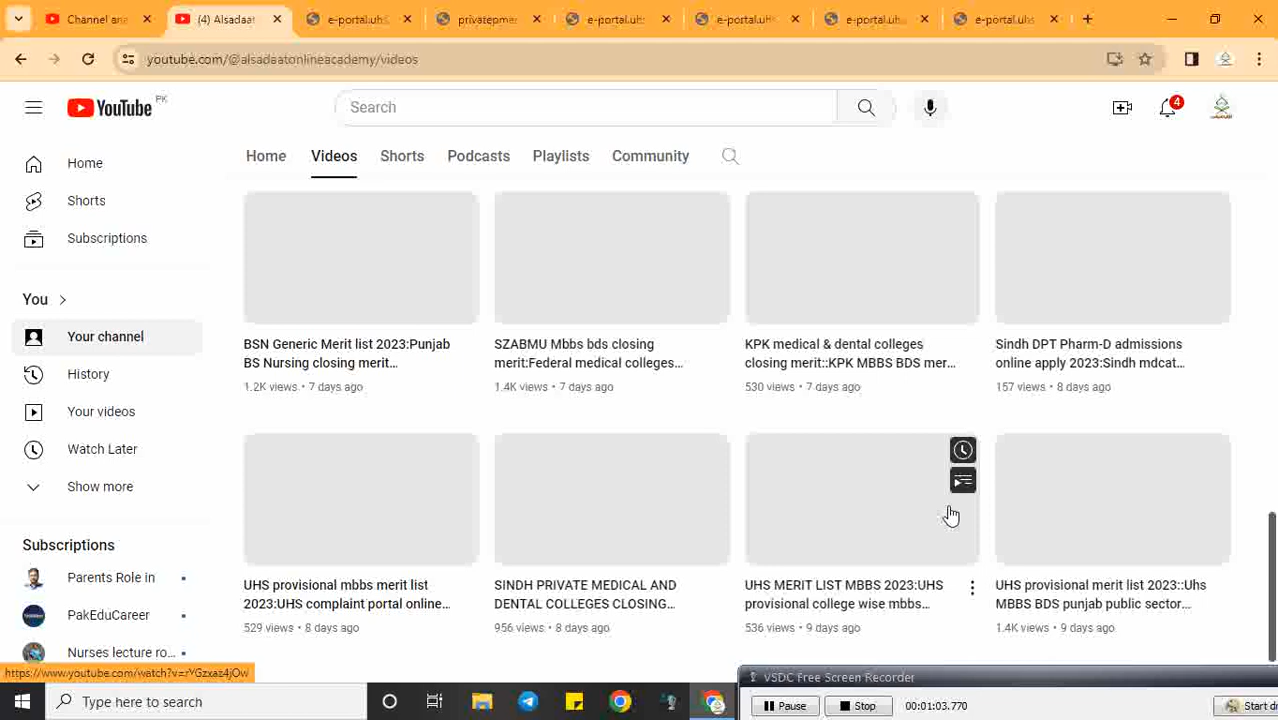 Channel an
(4) Alsadaat
e-portal.uhs
privatepme
e-portal.uhs
e-portal.uh
e-portal.uhs
e-portal.uhs
youtube.com/@alsadaatonlineacademy/videos
YouTube PK
Search
4
Home Videos Shorts Podcasts Playlists Community
Home
Shorts
Subscriptions
You
Your channel
History
Your videos
Watch Later
Show more
Subscriptions
Parents Role in
PakEduCareer
Nurses lecture ro...
BSN Generic Merit list 2023:Punjab
BS Nursing closing merit...
1.2K views • 7 days ago
SZABMU Mbbs bds closing
merit:Federal medical colleges...
1.4K views • 7 days ago
KPK medical & dental colleges
closing merit::KPK MBBS BDS mer...
530 views • 7 days ago
Sindh DPT Pharm-D admissions
online apply 2023:Sindh mdcat...
157 views • 8 days ago
UHS provisional mbbs merit list
2023:UHS complaint portal online...
529 views • 8 days ago
SINDH PRIVATE MEDICAL AND
DENTAL COLLEGES CLOSING...
956 views • 8 days ago
UHS MERIT LIST MBBS 2023:UHS
provisional college wise mbbs...
536 views • 9 days ago
UHS provisional merit list 2023::Uhs
MBBS BDS punjab public sector...
1.4K views • 9 days ago
https://www.youtube.com/watch?v=rYGzxaz4jOw
VSDC Free Screen Recorder
Pause Stop 00:01:03.770 Start d
Type here to search